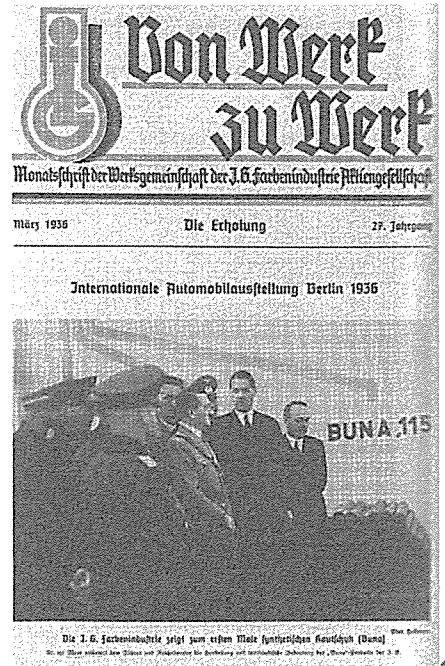 Von Werk
zu Werk
Monatsschrift der Werksgemeinschaft der J.G. Farbenindustrie Aktiengesellschaft
März 1936
Die Erholung
27. Jahrgang
Internationale Automobilausstellung Berlin 1936
BUNA 115
Die J. G. Farbenindustrie zeigt zum ersten Male synthetischen Kautschuk (Buna)